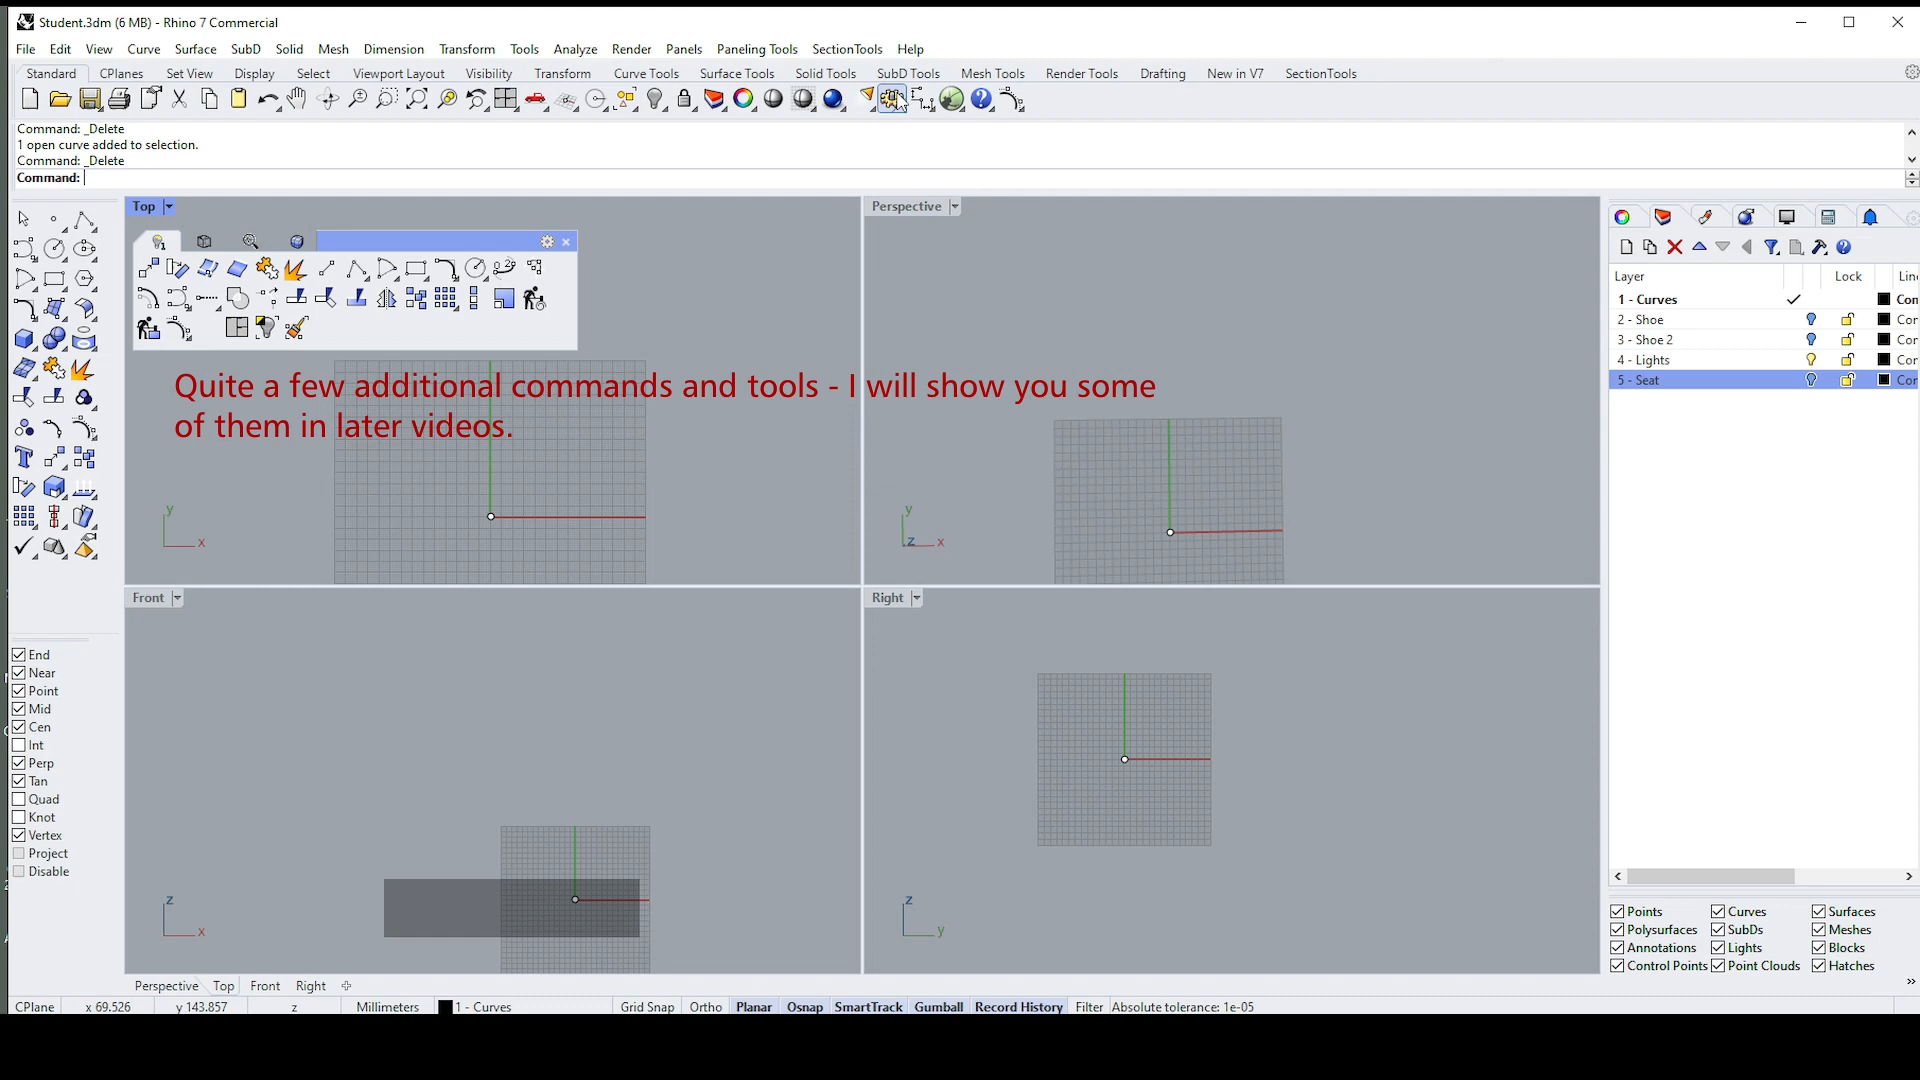 Student.3dm (6 MB) - Rhino 7 Commercial
File Edit View Curve Surface SubD Solid Mesh Dimension Transform Tools Analyze Render Panels Paneling Tools SectionTools Help
Standard CPlanes Set View Display Select Viewport Layout Visibility Transform Curve Tools Surface Tools Solid Tools SubD Tools Mesh Tools Render Tools Drafting New in V7 SectionTools
Command: _Delete
1 open curve added to selection.
Command: _Delete
Command:
Top
Perspective
Layer Lock Lin
1 - Curves Con
2 - Shoe Cor
3 - Shoe 2 Cor
4 - Lights Cor
5 - Seat Cor
Quite a few additional commands and tools - I will show you some
of them in later videos.
y
x
y
z x
Front
Right
End
Near
Point
Mid
Cen
Int
Perp
Tan
Quad
Knot
Vertex
Project
Disable
z
x
z
y
Points Curves Surfaces
Polysurfaces SubDs Meshes
Annotations Lights Blocks
Control Points Point Clouds Hatches
Perspective Top Front Right
CPlane x 69.526 y 143.857 z Millimeters 1 - Curves Grid Snap Ortho Planar Osnap SmartTrack Gumball Record History Filter Absolute tolerance: 1e-05